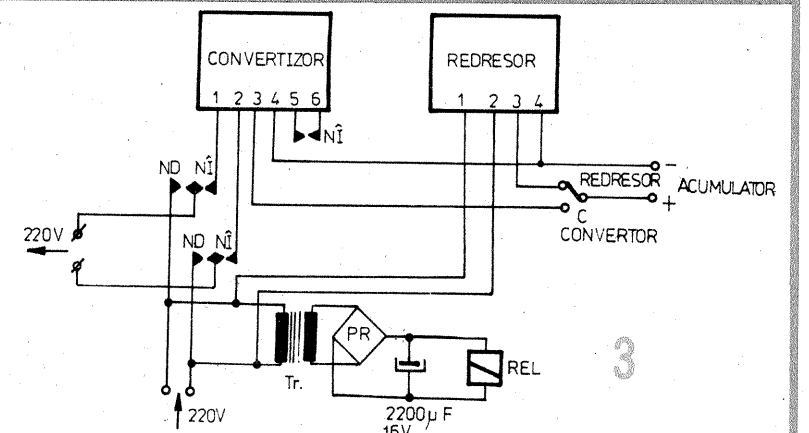 CONVERTIZOR
1 2 3 4 5 6
REDRESOR
1 2 3 4
NÎ
ND NÎ
-
REDRESOR
ACUMULATOR
+
C
CONVERTOR
220V
ND NÎ
PR
REL
Tr.
2200µF
16V
220V
3